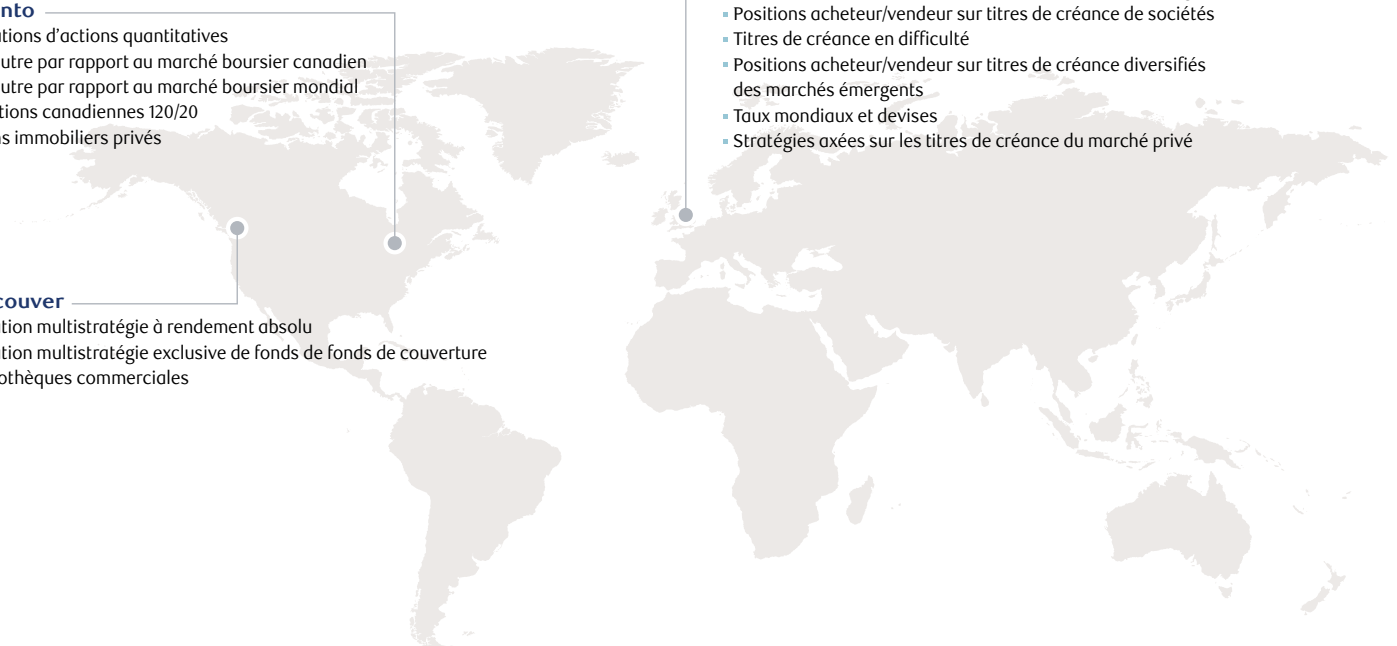 nto
tions d'actions quantitatives
utre par rapport au marché boursier canadien
utre par rapport au marché boursier mondial
tions canadiennes 120/20
s immobiliers privés
Positions acheteur/vendeur sur titres de créance de sociétés
Titres de créance en difficulté
Positions acheteur/vendeur sur titres de créance diversifiés
des marchés émergents
Taux mondiaux et devises
Stratégies axées sur les titres de créance du marché privé
couver
tion multistratégie à rendement absolu
tion multistratégie exclusive de fonds de fonds de couverture
othèques commerciales